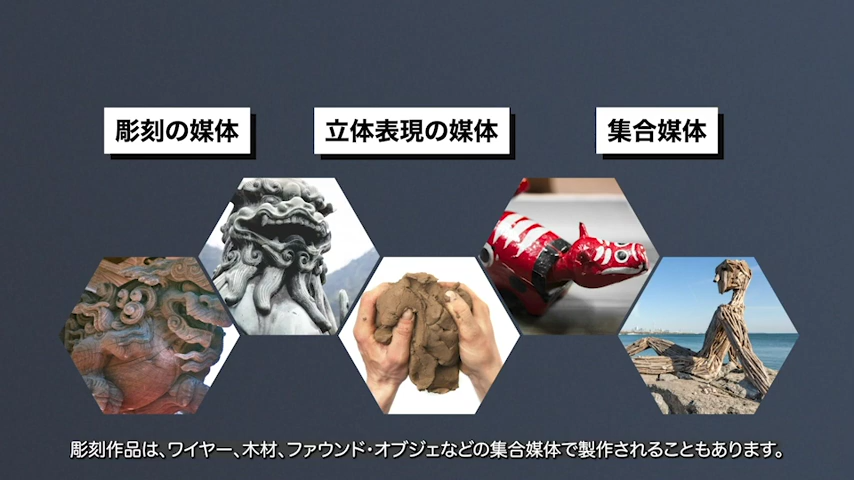 彫刻の媒体
立体表現の媒体
集合媒体
彫刻作品は、ワイヤー、木材、ファウンド・オブジェなどの集合媒体で製作されることもあります。